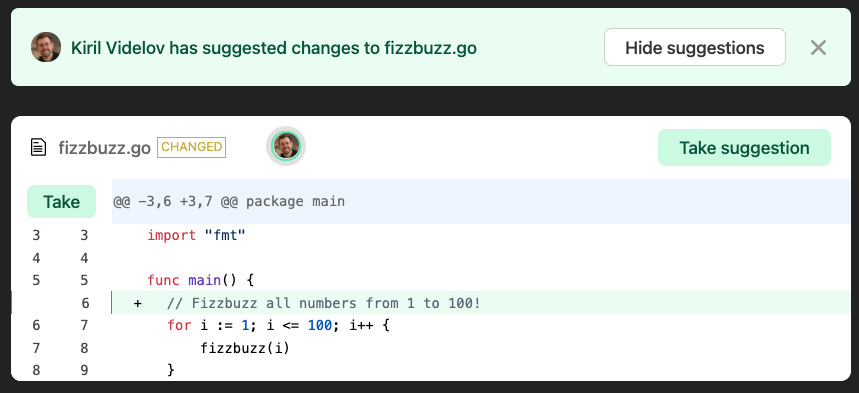 Kiril Videlov has suggested changes to fizzbuzz.go
Hide suggestions
fizzbuzz.go CHANGED
Take suggestion
Take
@@ -3,6 +3,7 @@ package main
3 3 import "fmt"
4 4
5 5 func main() {
6 + // Fizzbuzz all numbers from 1 to 100!
6 7 for i := 1; i <= 100; i++ {
7 8 fizzbuzz(i)
8 9 }